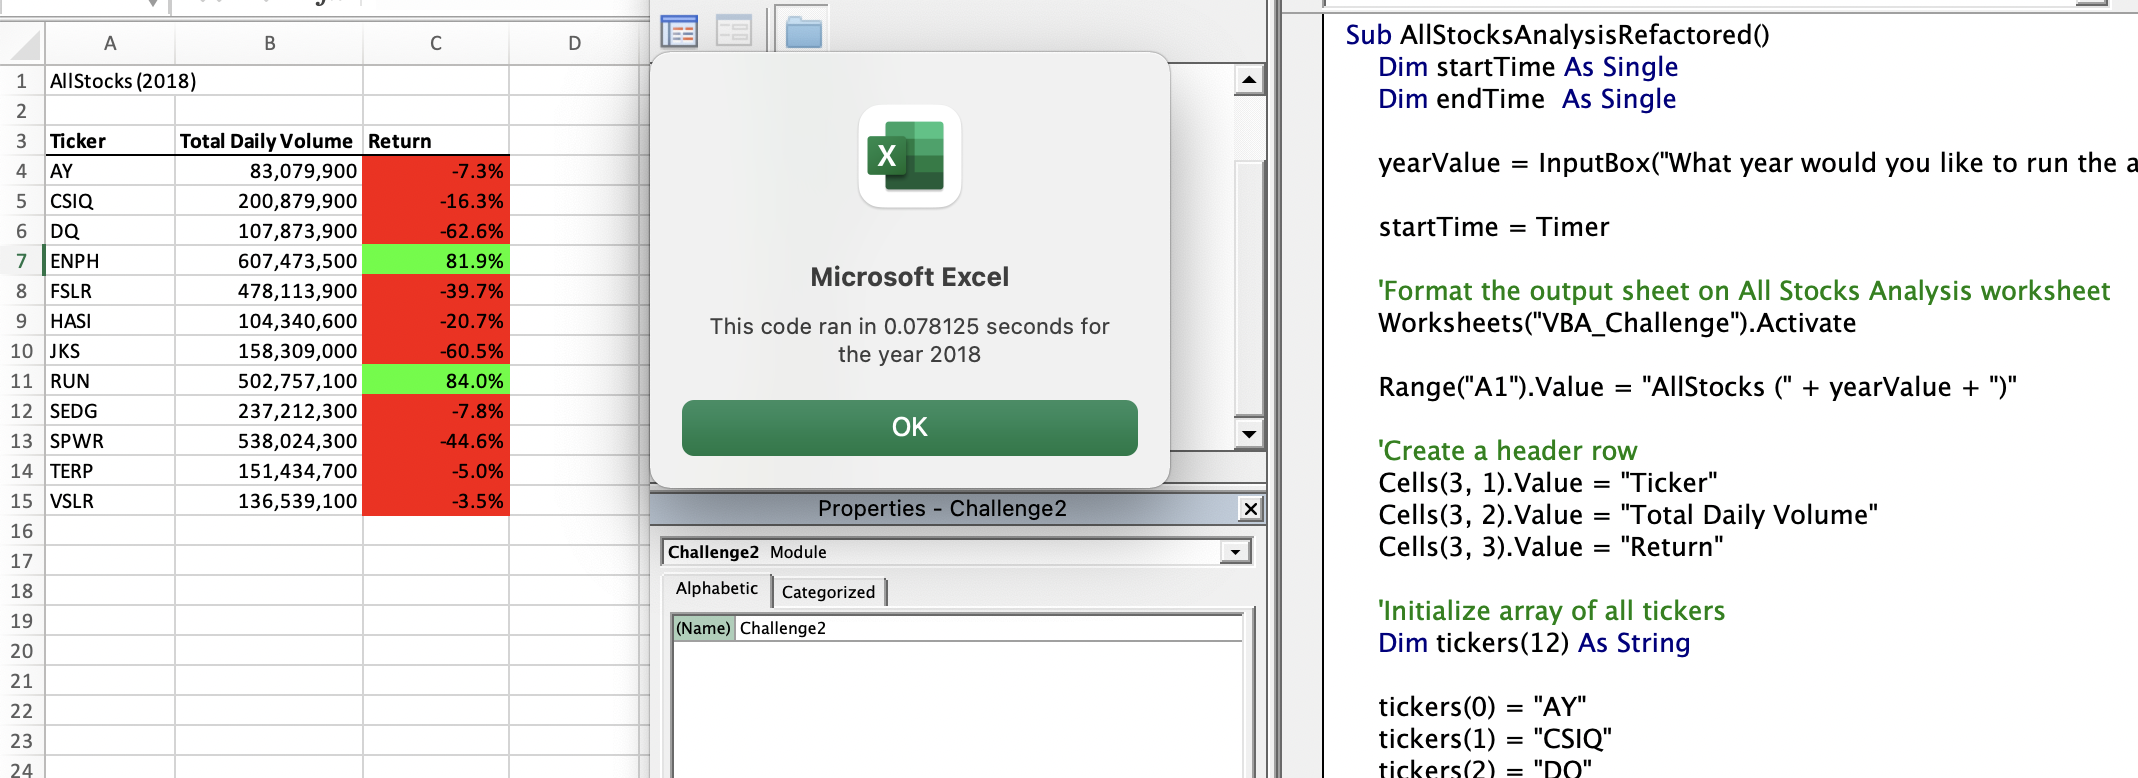 A B C D
1 AllStocks (2018)
2
3 Ticker Total Daily Volume Return
4 AY 83,079,900 -7.3%
5 CSIQ 200,879,900 -16.3%
6 DQ 107,873,900 -62.6%
7 ENPH 607,473,500 81.9%
8 FSLR 478,113,900 -39.7%
9 HASI 104,340,600 -20.7%
10 JKS 158,309,000 -60.5%
11 RUN 502,757,100 84.0%
12 SEDG 237,212,300 -7.8%
13 SPWR 538,024,300 -44.6%
14 TERP 151,434,700 -5.0%
15 VSLR 136,539,100 -3.5%
16
17
18
19
20
21
22
23
24
X
Microsoft Excel
This code ran in 0.078125 seconds for
the year 2018
OK
Properties - Challenge2
Challenge2 Module
Alphabetic Categorized
(Name) Challenge2
Sub AllStocksAnalysisRefactored()
Dim startTime As Single
Dim endTime  As Single
yearValue = InputBox("What year would you like to run the a
startTime = Timer
'Format the output sheet on All Stocks Analysis worksheet
Worksheets("VBA_Challenge").Activate
Range("A1").Value = "AllStocks (" + yearValue + ")"
'Create a header row
Cells(3, 1).Value = "Ticker"
Cells(3, 2).Value = "Total Daily Volume"
Cells(3, 3).Value = "Return"
'Initialize array of all tickers
Dim tickers(12) As String
tickers(0) = "AY"
tickers(1) = "CSIQ"
tickers(2) = "DQ"